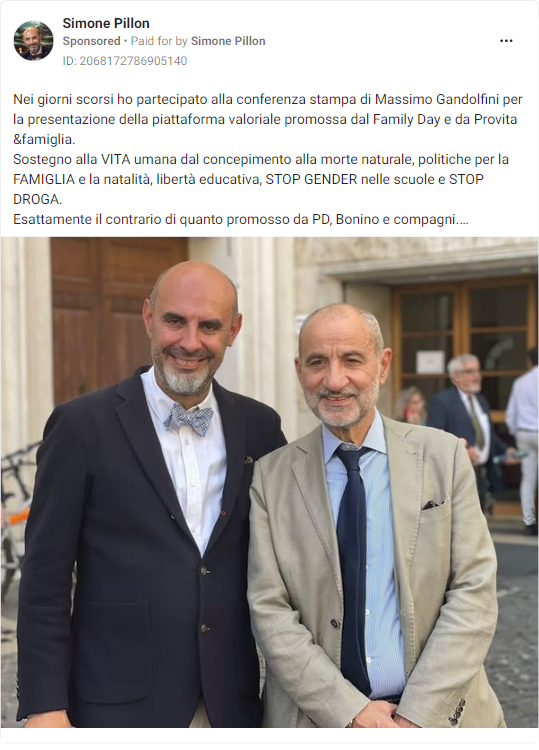 Simone Pillon
Sponsored • Paid for by Simone Pillon
ID: 2068172786905140
Nei giorni scorsi ho partecipato alla conferenza stampa di Massimo Gandolfini per
la presentazione della piattaforma valoriale promossa dal Family Day e da Provita
&famiglia.
Sostegno alla VITA umana dal concepimento alla morte naturale, politiche per la
FAMIGLIA e la natalità, libertà educativa, STOP GENDER nelle scuole e STOP
DROGA.
Esattamente il contrario di quanto promosso da PD, Bonino e compagni....